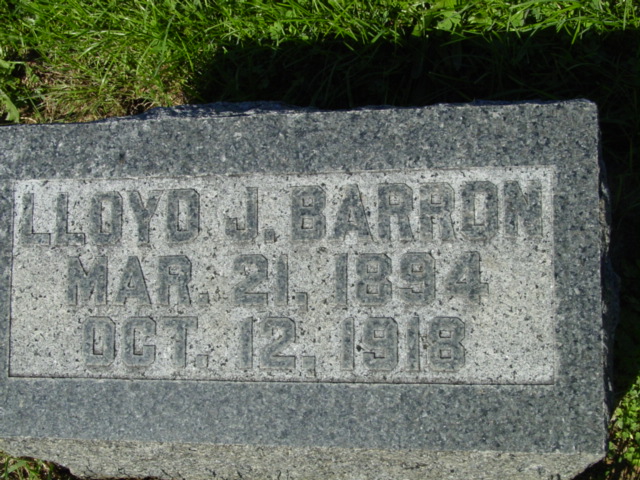 LLOYD J. BARRON
MAR. 21, 1894
OCT. 12, 1918